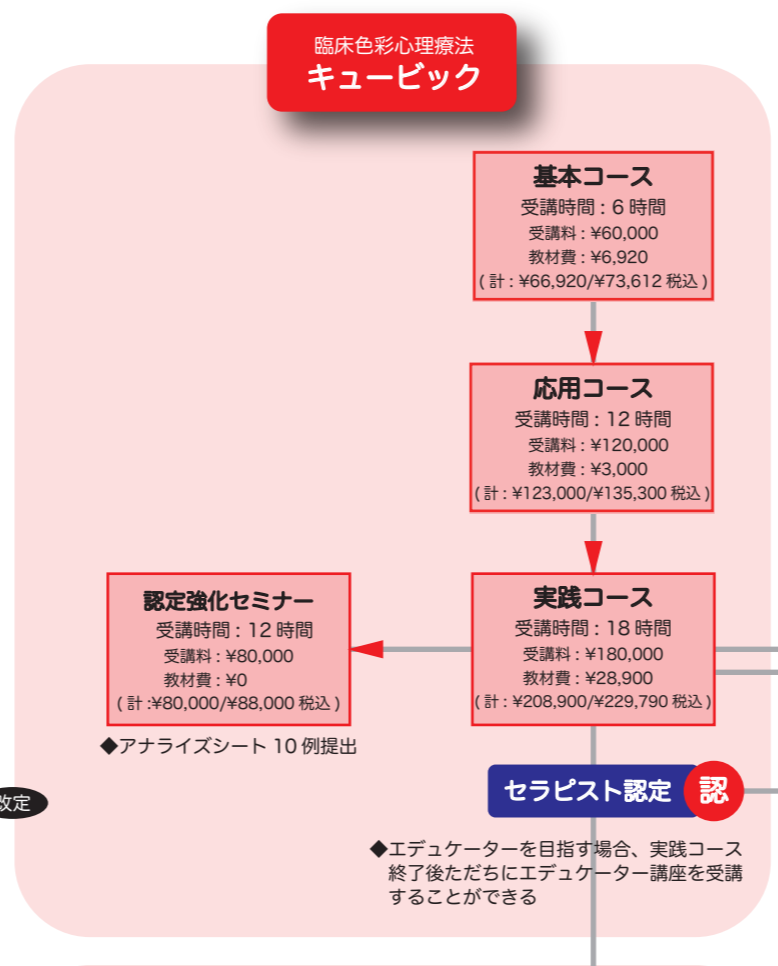 臨床色彩心理療法
キュービック
基本コース
受講時間 : 6 時間
受講料 : ¥60,000
教材費 : ¥6,920
( 計 : ¥66,920/¥73,612 税込 )
応用コース
受講時間 : 12 時間
受講料 : ¥120,000
教材費 : ¥3,000
( 計 : ¥123,000/¥135,300 税込 )
実践コース
受講時間 : 18 時間
受講料 : ¥180,000
教材費 : ¥28,900
( 計 : ¥208,900/¥229,790 税込 )
認定強化セミナー
受講時間 : 12 時間
受講料 : ¥80,000
教材費 : ¥0
( 計 :¥80,000/¥88,000 税込 )
◆アナライズシート 10 例提出
改定
セラピスト認定 認
◆エデュケーターを目指す場合、実践コース
終了後ただちにエデュケーター講座を受講
することができる